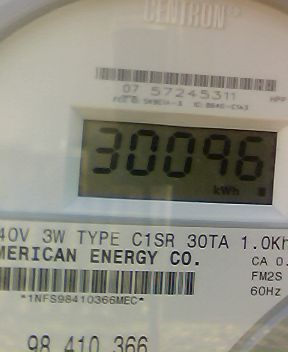 CENTRON®
07 57245311
30096
kWh
40V 3W TYPE C1SR 30TA 1.0Kh
MERICAN ENERGY CO.
CA 0.
FM2S
60Hz
*1NFS98410366MEC*
98 410 366